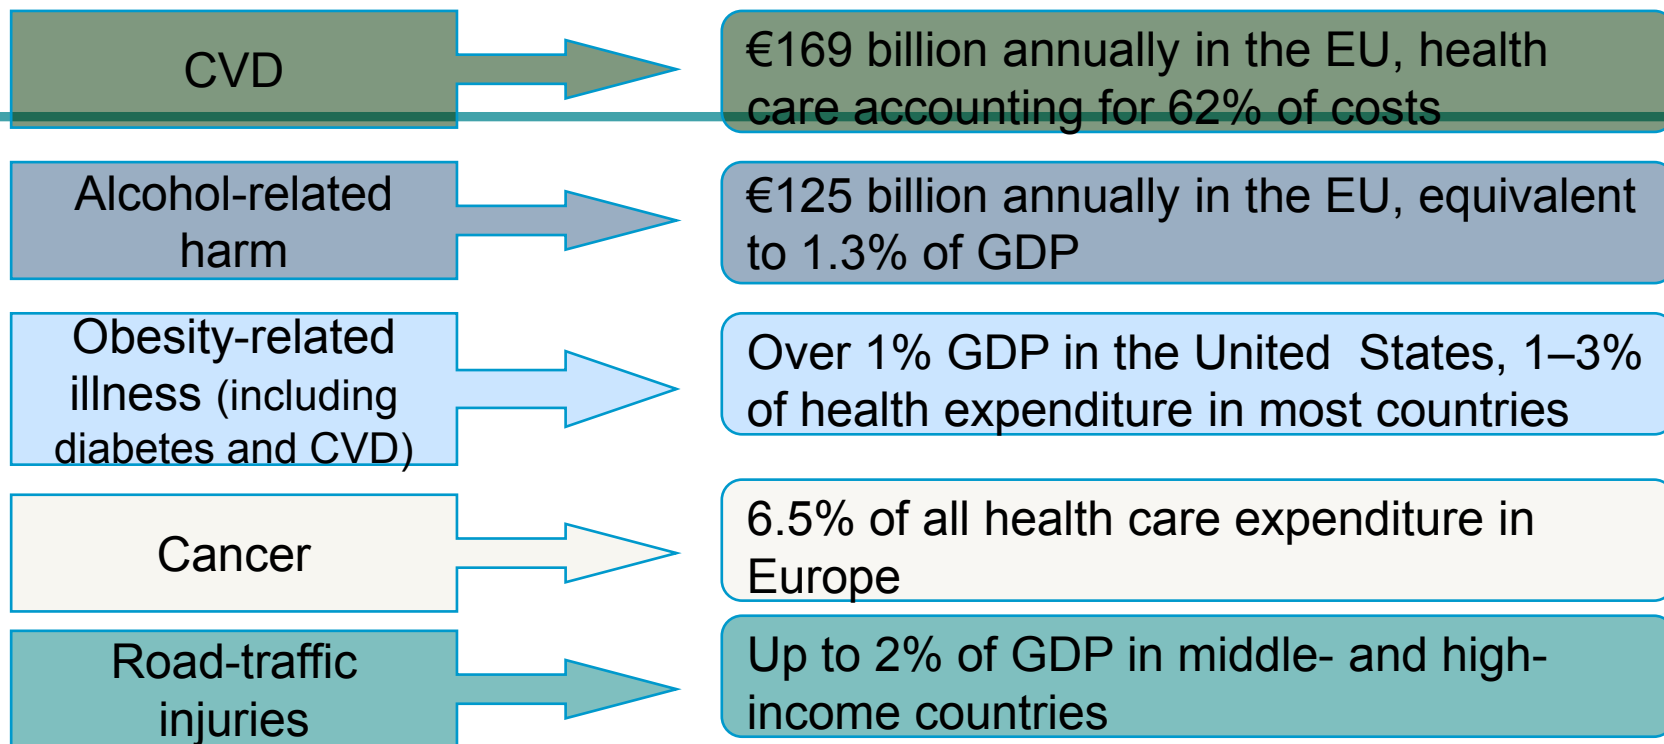 CVD
€169 billion annually in the EU, health
care accounting for 62% of costs
Alcohol-related
harm
€125 billion annually in the EU, equivalent
to 1.3% of GDP
Obesity-related
illness (including
diabetes and CVD)
Over 1% GDP in the United  States, 1–3%
of health expenditure in most countries
Cancer
6.5% of all health care expenditure in
Europe
Road-traffic
injuries
Up to 2% of GDP in middle- and high-
income countries